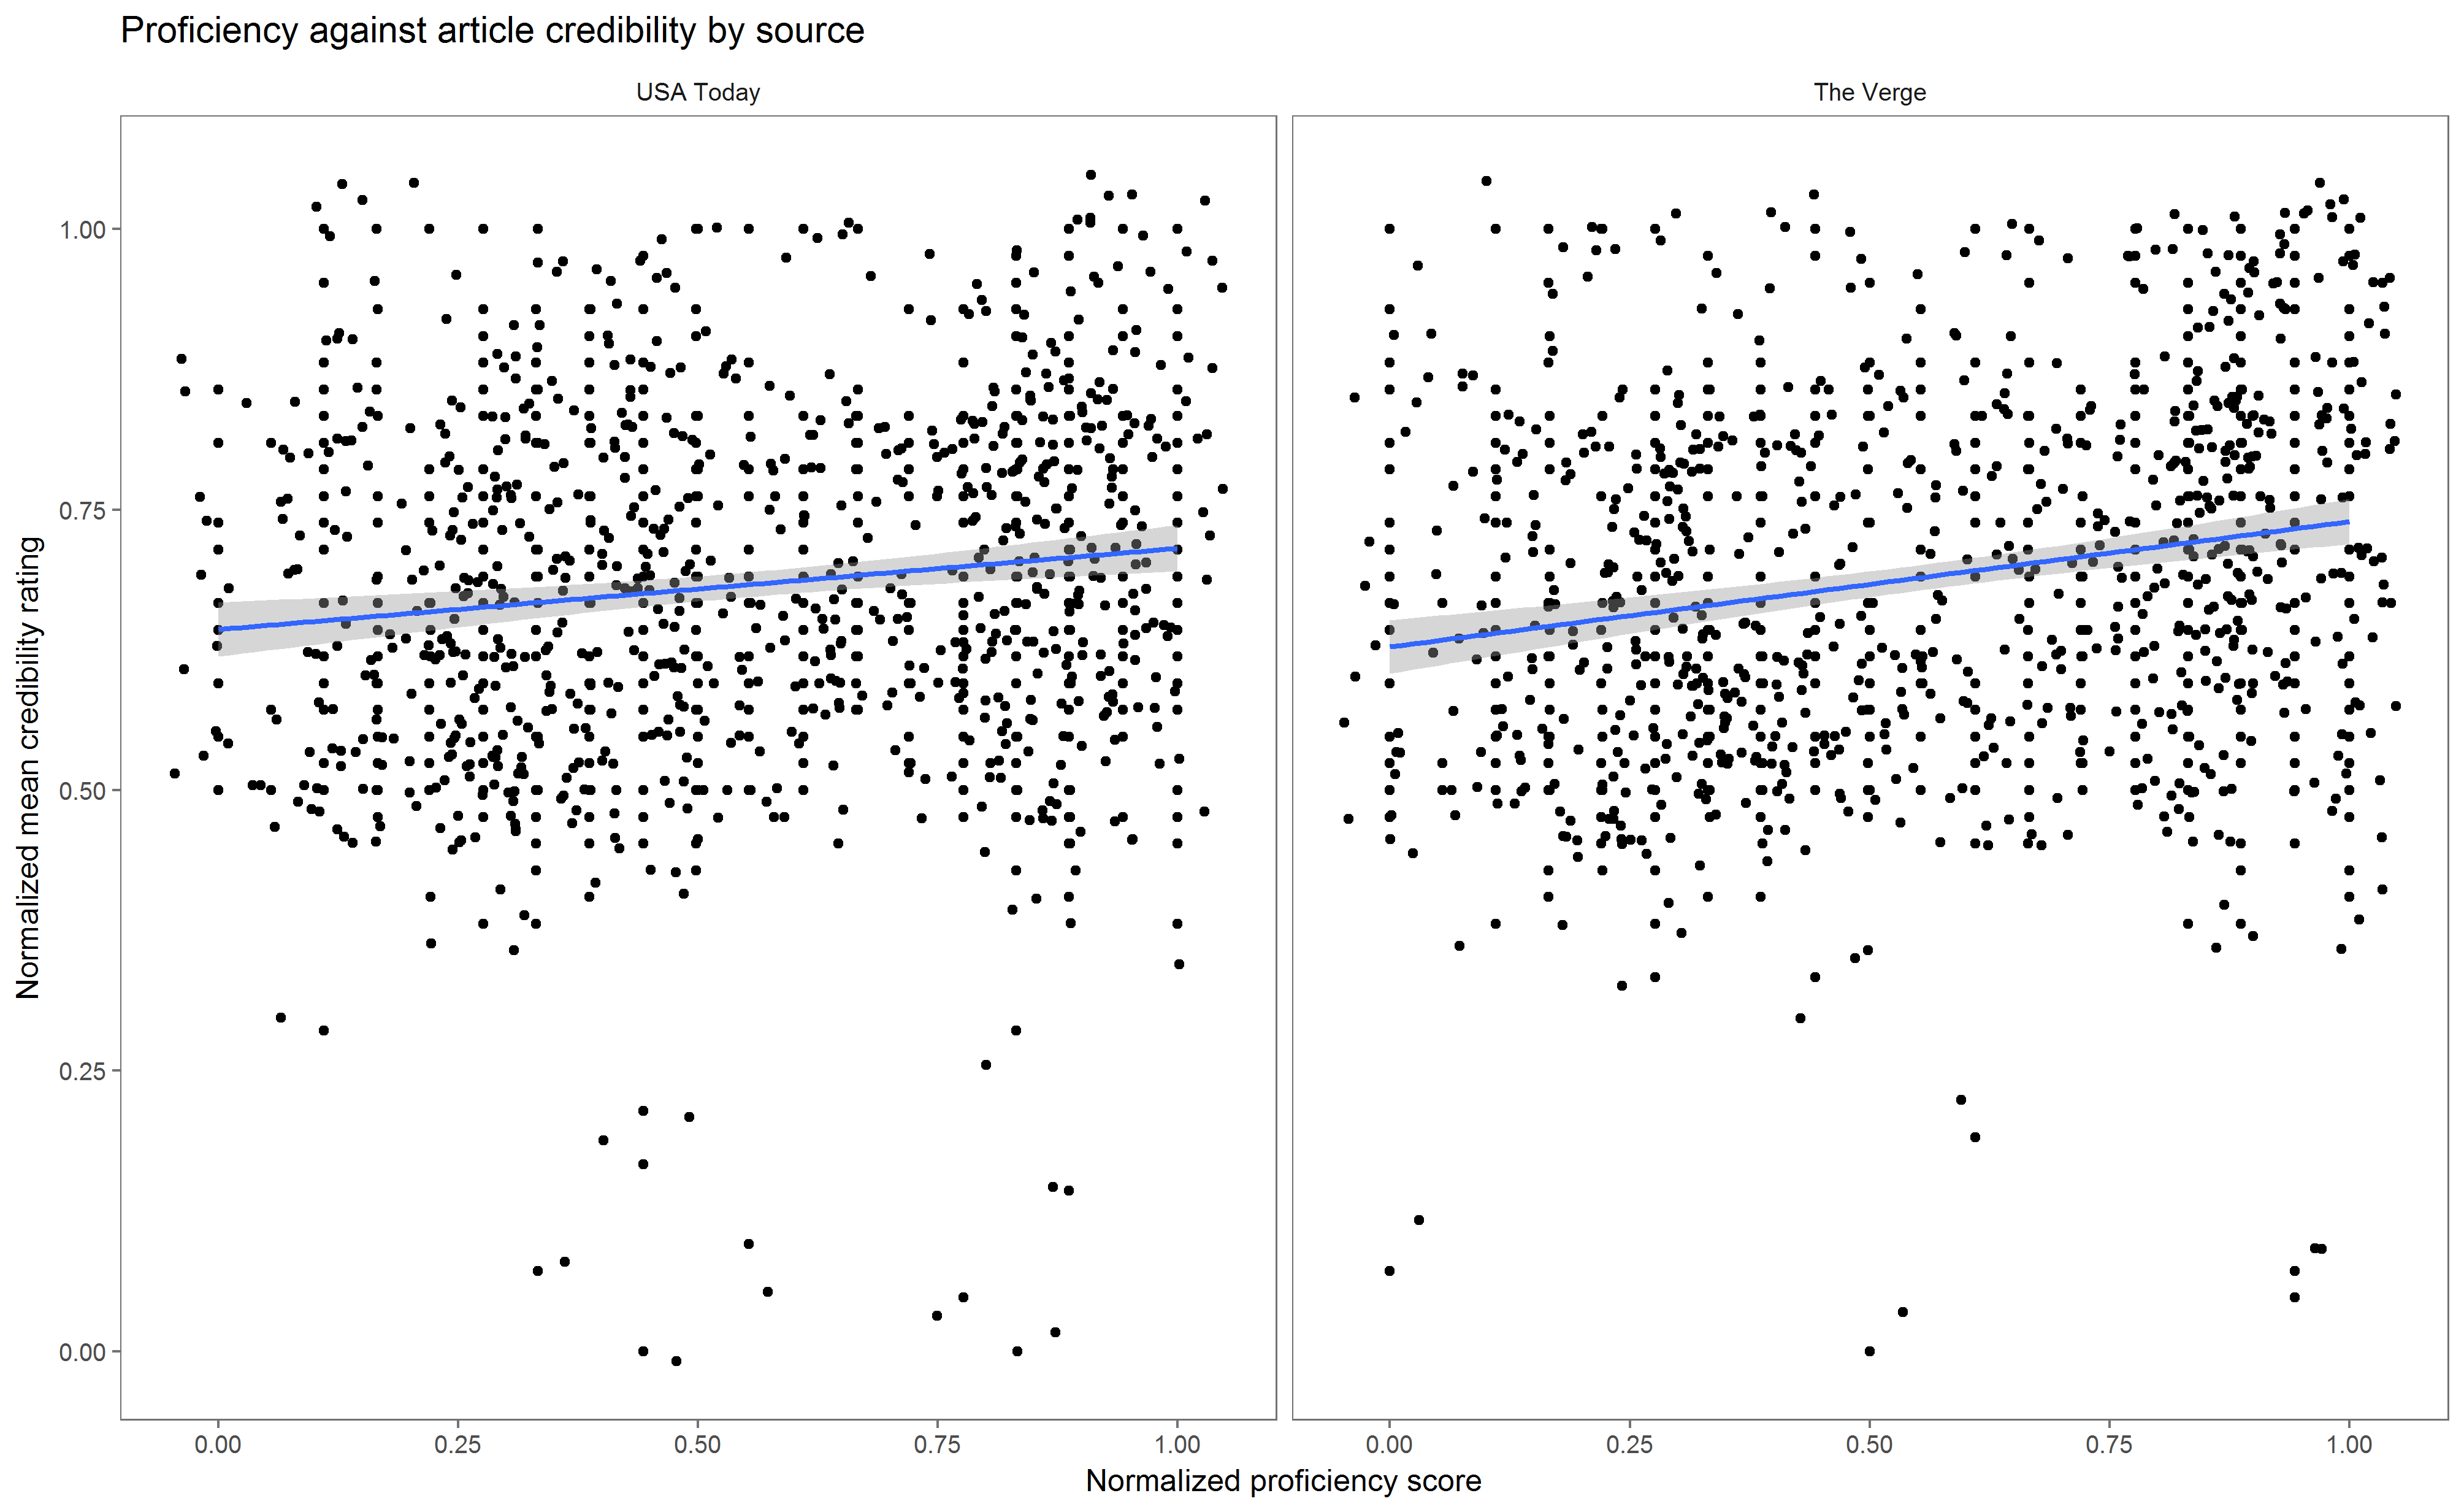 Proficiency against article credibility by source
USA Today
The Verge
Normalized mean credibility rating
1.00
0.75
0.50
0.25
0.00
0.00 0.25 0.50 0.75 1.00
0.00 0.25 0.50 0.75 1.00
Normalized proficiency score